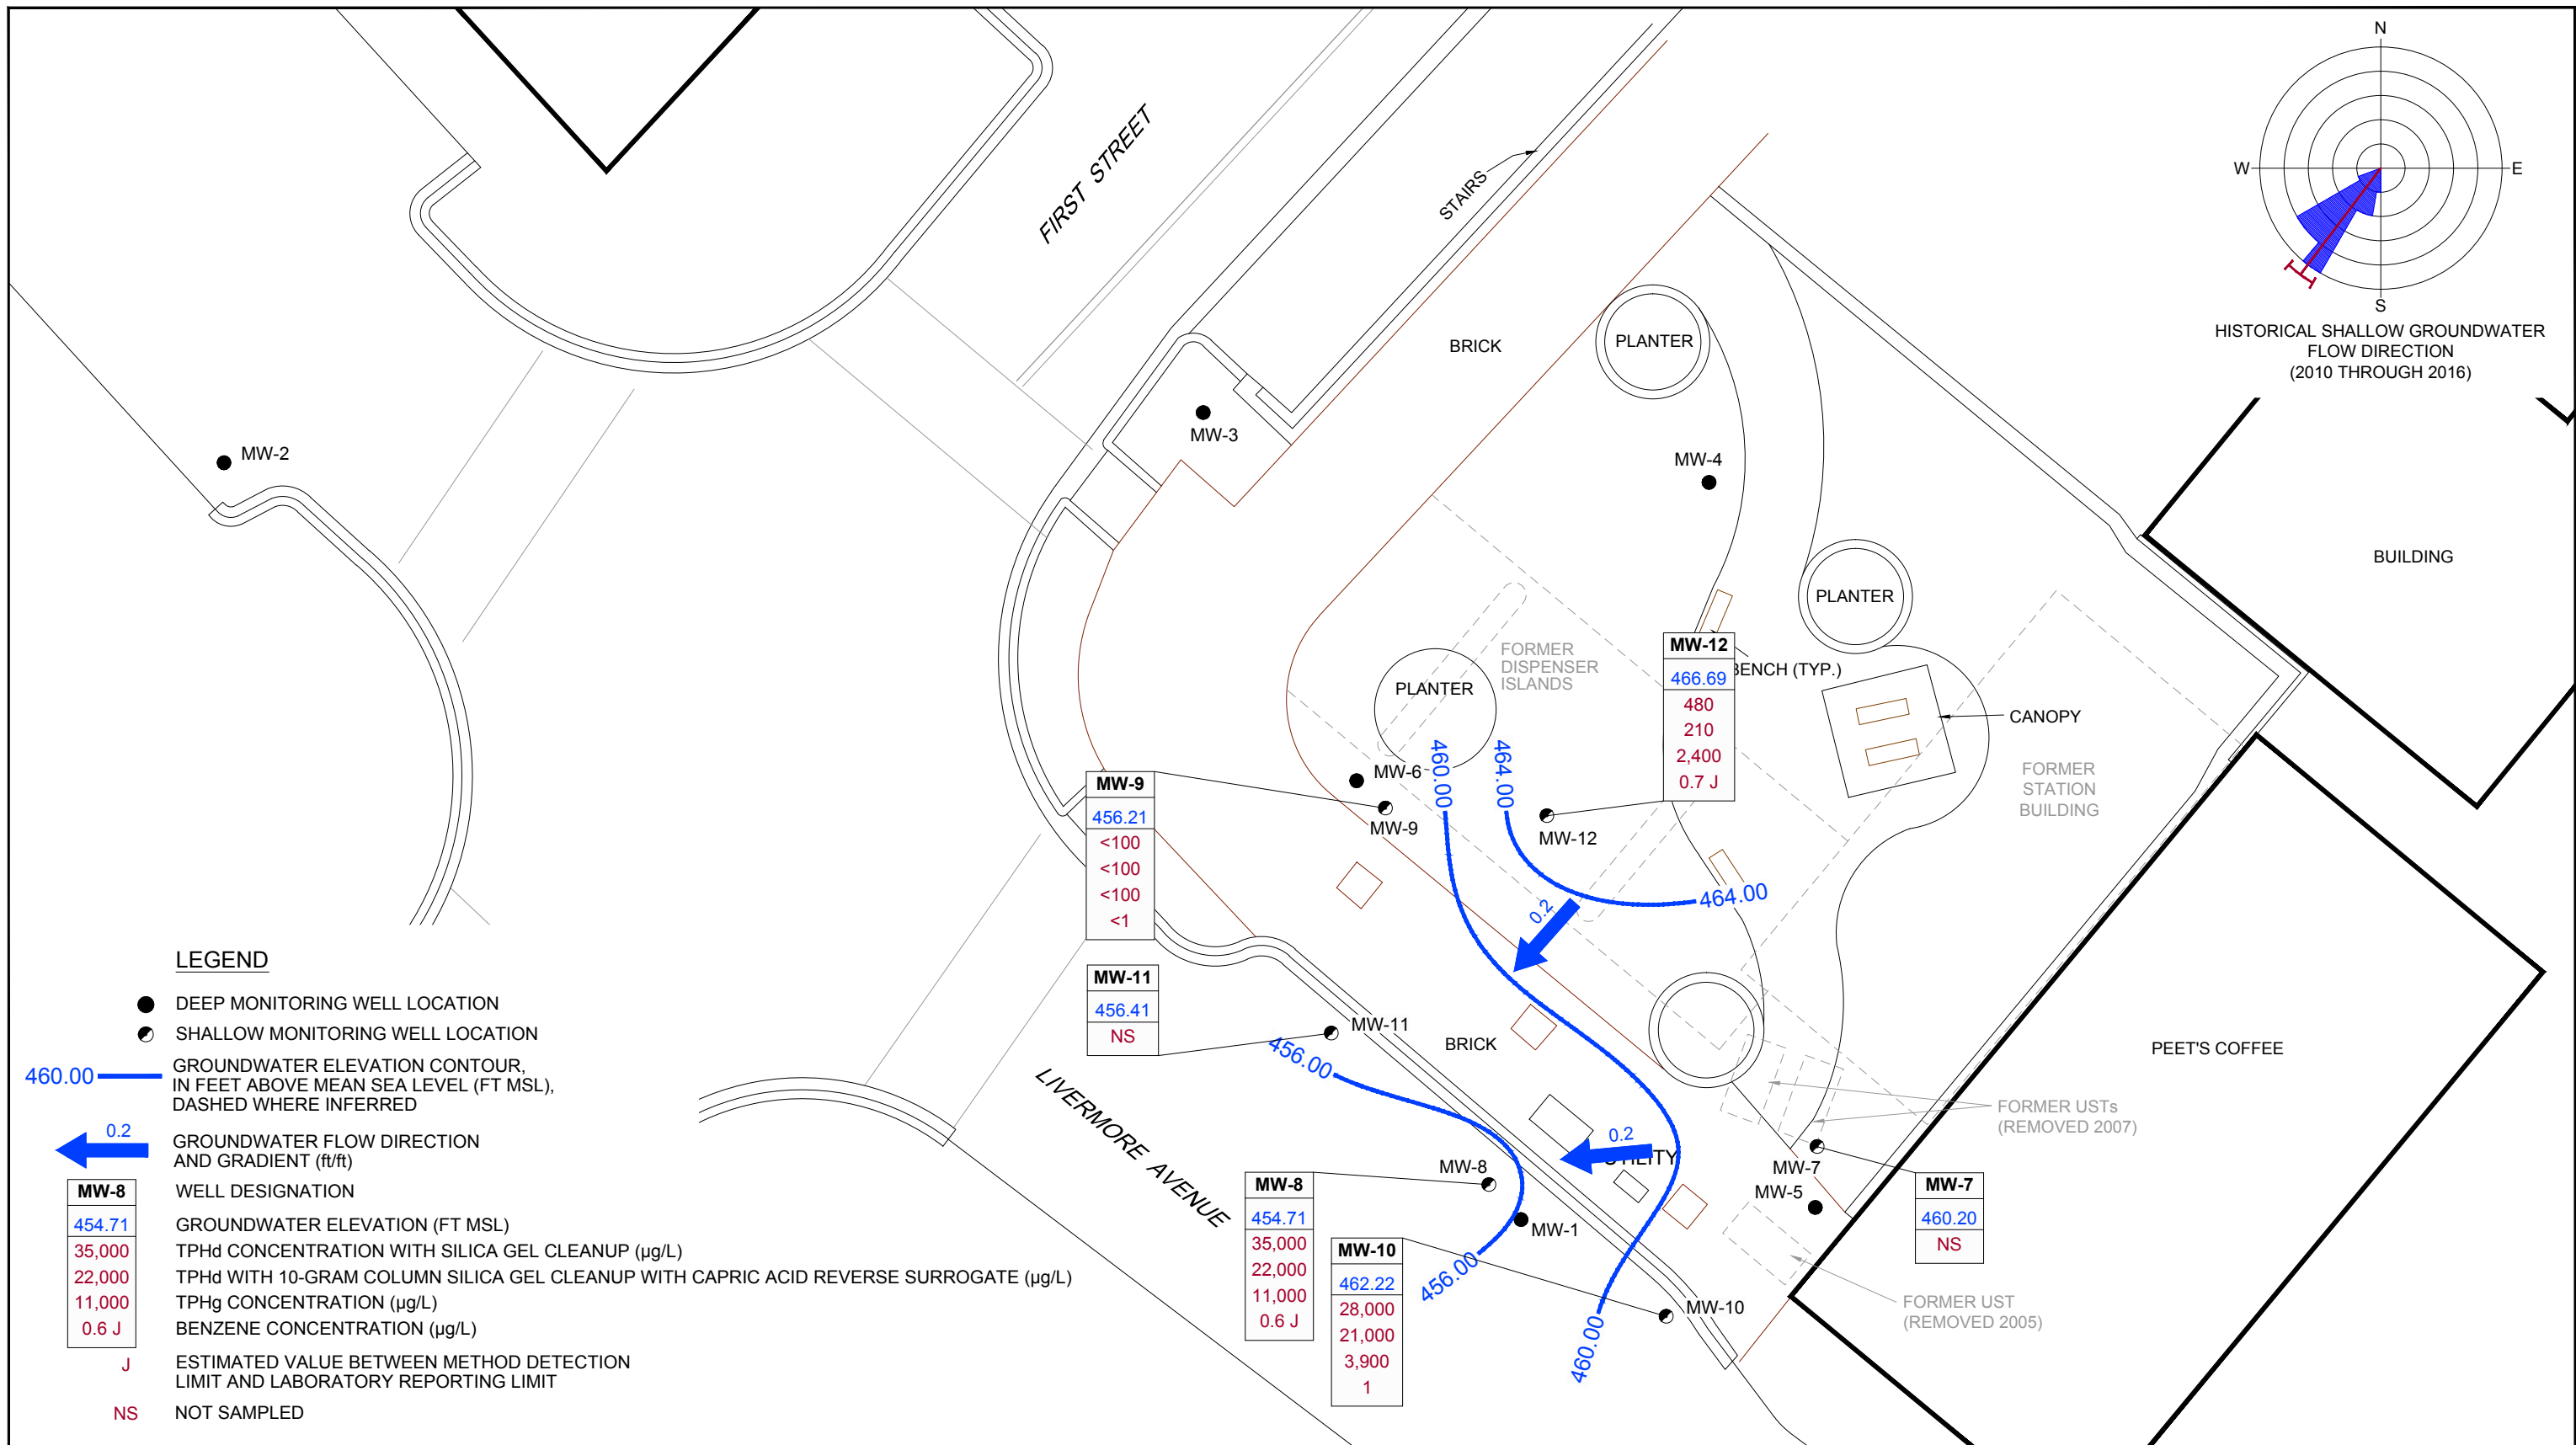 N
W
E
S
HISTORICAL SHALLOW GROUNDWATER
FLOW DIRECTION
(2010 THROUGH 2016)
FIRST STREET
STAIRS
BRICK
PLANTER
MW-3
MW-2
MW-4
BUILDING
PLANTER
FORMER
DISPENSER
ISLANDS
PLANTER
MW-12
466.69
480
210
2,400
0.7 J
BENCH (TYP.)
CANOPY
FORMER
STATION
BUILDING
460.00
464.00
MW-6
MW-9
MW-12
MW-9
456.21
<100
<100
<100
<1
464.00
0.2
MW-11
456.41
NS
MW-11
456.00
BRICK
PEET'S COFFEE
LIVERMORE AVENUE
FORMER USTs
(REMOVED 2007)
0.2
UTILITY
MW-8
MW-7
MW-5
MW-1
MW-8
454.71
35,000
22,000
11,000
0.6 J
MW-7
460.20
NS
MW-10
462.22
28,000
21,000
3,900
1
456.00
460.00
MW-10
FORMER UST
(REMOVED 2005)
LEGEND
DEEP MONITORING WELL LOCATION
SHALLOW MONITORING WELL LOCATION
460.00
GROUNDWATER ELEVATION CONTOUR,
IN FEET ABOVE MEAN SEA LEVEL (FT MSL),
DASHED WHERE INFERRED
0.2
GROUNDWATER FLOW DIRECTION
AND GRADIENT (ft/ft)
MW-8 WELL DESIGNATION
454.71 GROUNDWATER ELEVATION (FT MSL)
35,000 TPHd CONCENTRATION WITH SILICA GEL CLEANUP (µg/L)
22,000 TPHd WITH 10-GRAM COLUMN SILICA GEL CLEANUP WITH CAPRIC ACID REVERSE SURROGATE (µg/L)
11,000 TPHg CONCENTRATION (µg/L)
0.6 J BENZENE CONCENTRATION (µg/L)
J ESTIMATED VALUE BETWEEN METHOD DETECTION
LIMIT AND LABORATORY REPORTING LIMIT
NS NOT SAMPLED